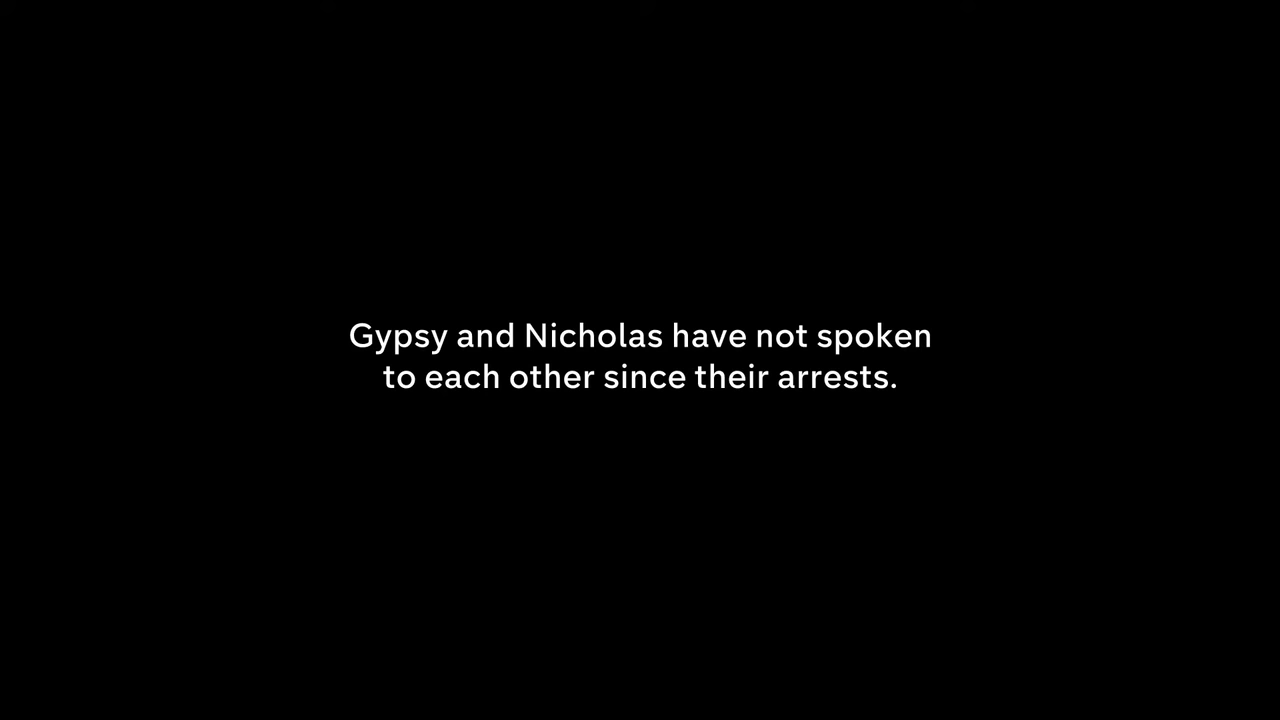 Gypsy and Nicholas have not spoken
to each other since their arrests.